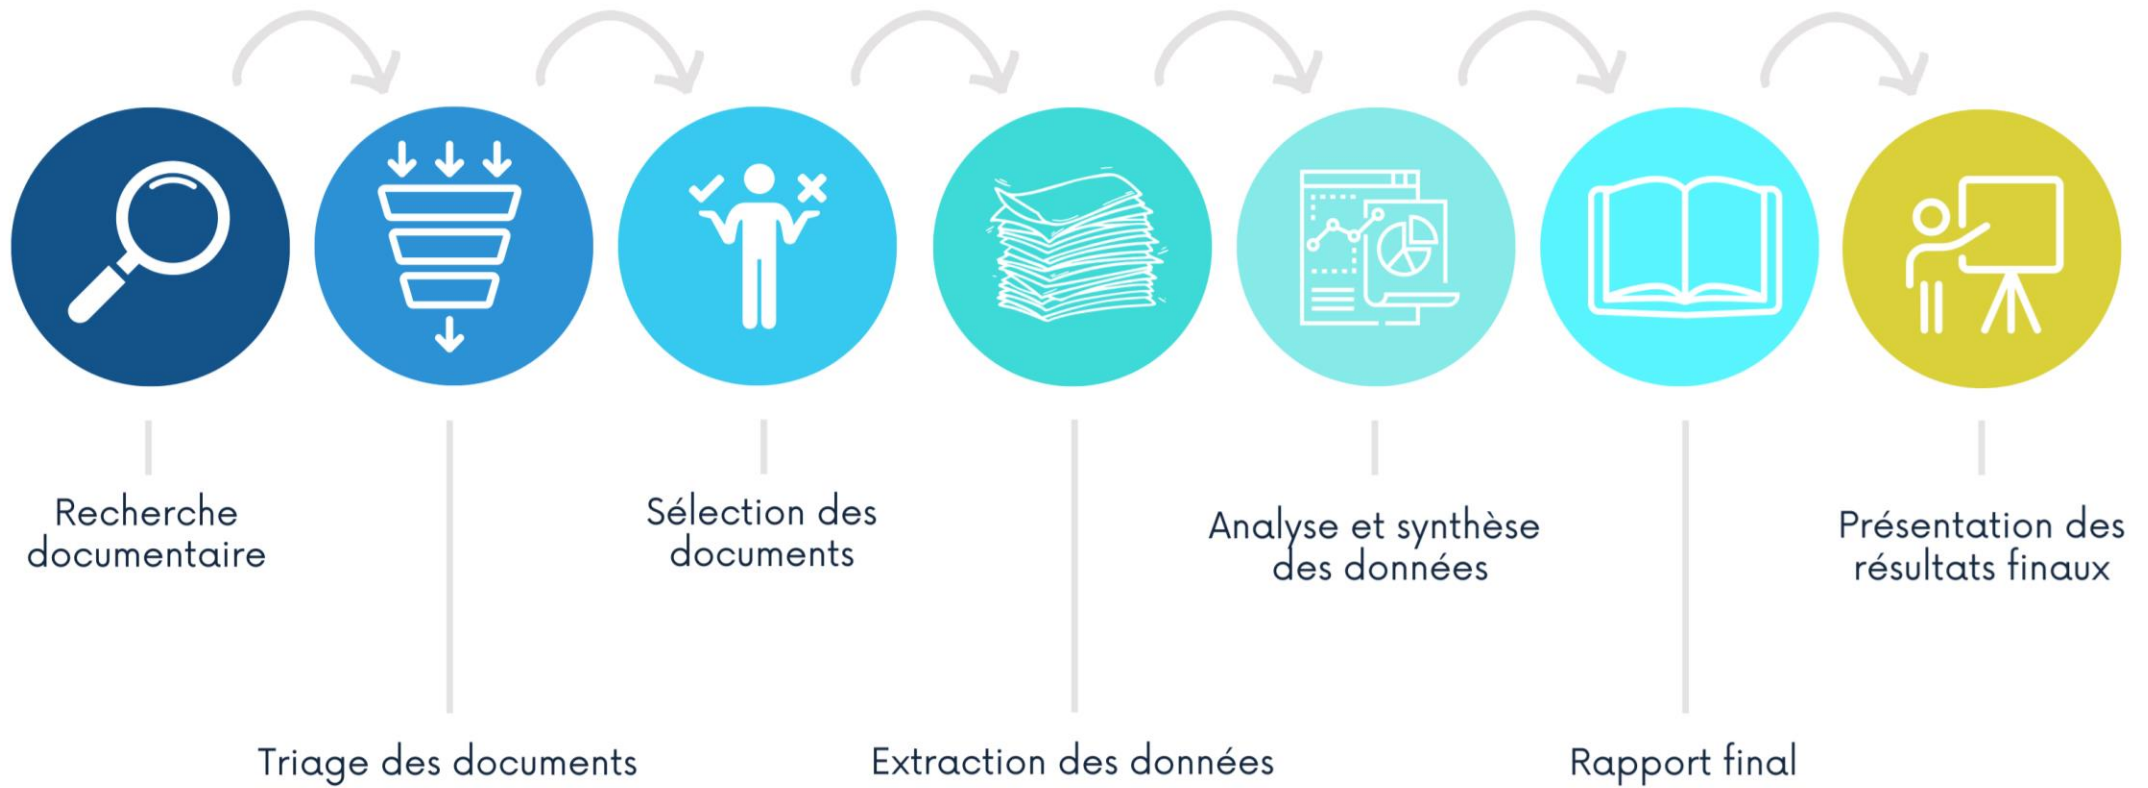 Recherche
documentaire
Triage des documents
Sélection des
documents
Extraction des données
Analyse et synthèse
des données
Rapport final
Présentation des
résultats finaux